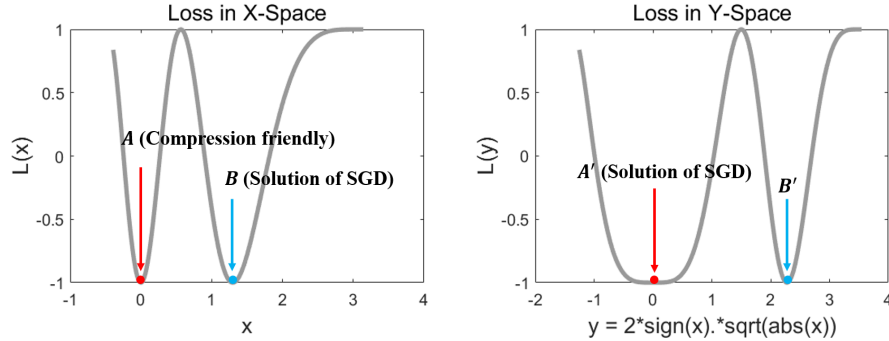 Loss in X-Space
L(x)
1
0.5
0
-0.5
-1
A (Compression friendly)
B (Solution of SGD)
-1 0 1 2 3 4
x
Loss in Y-Space
L(y)
1
0.5
0
-0.5
-1
A′ (Solution of SGD)
B′
-2 -1 0 1 2 3 4
y = 2*sign(x).*sqrt(abs(x))